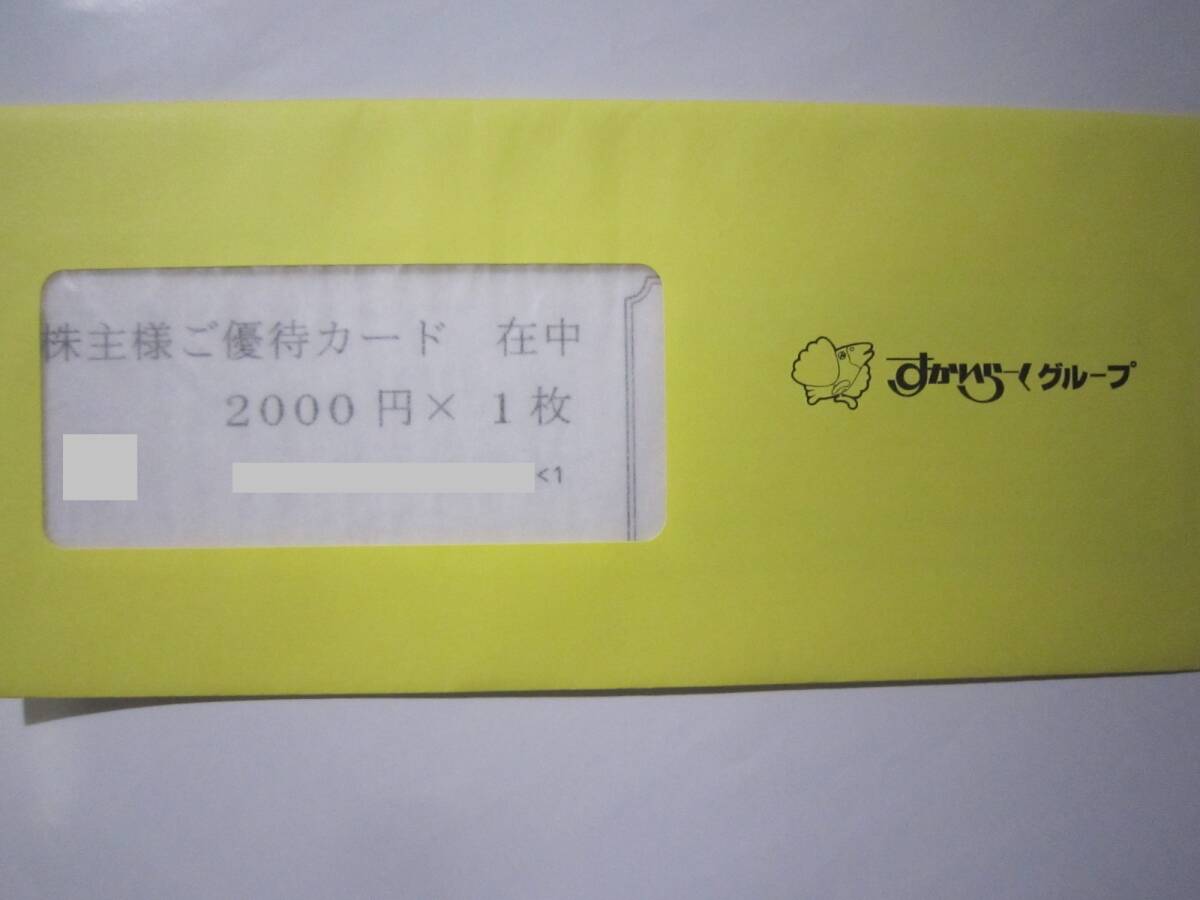 株主様ご優待カード 在中
2000円× 1枚
<1
すかいらーくグループ